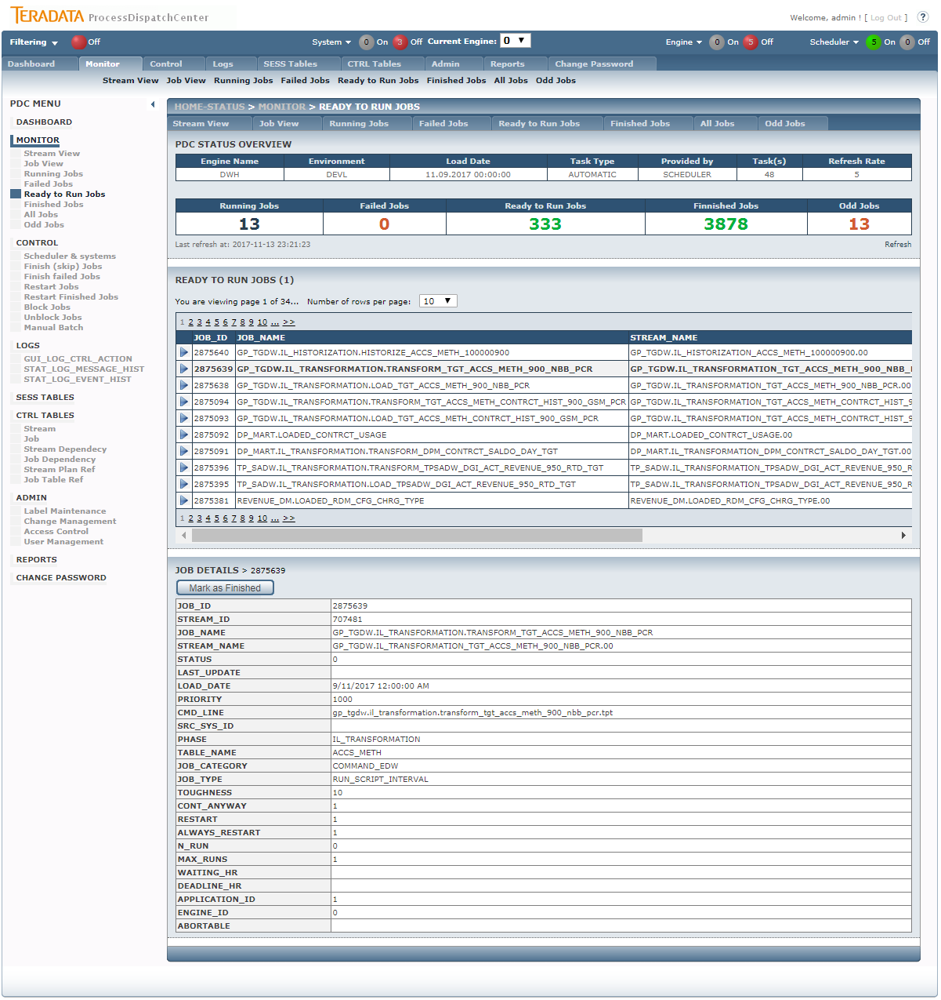 TERADATA ProcessDispatchCenter
Welcome, admin ! [ Log Out ] ?
Filtering Off System 0 On 3 Off Current Engine: 0 Engine 0 On 5 Off Scheduler 5 On 0 Off
Dashboard Monitor Control Logs SESS Tables CTRL Tables Admin Reports Change Password
Stream View Job View Running Jobs Failed Jobs Ready to Run Jobs Finished Jobs All Jobs Odd Jobs
PDC MENU
DASHBOARD
MONITOR
Stream View
Job View
Running Jobs
Failed Jobs
Ready to Run Jobs
Finished Jobs
All Jobs
Odd Jobs
CONTROL
Scheduler & systems
Finish (skip) Jobs
Finish failed Jobs
Restart Jobs
Restart Finished Jobs
Block Jobs
Unblock Jobs
Manual Batch
LOGS
GUI_LOG_CTRL_ACTION
STAT_LOG_MESSAGE_HIST
STAT_LOG_EVENT_HIST
SESS TABLES
CTRL TABLES
Stream
Job
Stream Dependecy
Job Dependency
Stream Plan Ref
Job Table Ref
ADMIN
Label Maintenance
Change Management
Access Control
User Management
REPORTS
CHANGE PASSWORD
HOME-STATUS > MONITOR > READY TO RUN JOBS
Stream View Job View Running Jobs Failed Jobs Ready to Run Jobs Finished Jobs All Jobs Odd Jobs
PDC STATUS OVERVIEW
Engine Name Environment Load Date Task Type Provided by Task(s) Refresh Rate
DWH DEVL 11.09.2017 00:00:00 AUTOMATIC SCHEDULER 48 5
Running Jobs Failed Jobs Ready to Run Jobs Finnished Jobs Odd Jobs
13 0 333 3878 13
Last refresh at: 2017-11-13 23:21:23 Refresh
READY TO RUN JOBS (1)
You are viewing page 1 of 34... Number of rows per page: 10
1 2 3 4 5 6 7 8 9 10 ... >>
JOB_ID JOB_NAME STREAM_NAME
2875640 GP_TGDW.IL_HISTORIZATION.HISTORIZE_ACCS_METH_100000900 GP_TGDW.IL_HISTORIZATION_ACCS_METH_100000900.00
2875639 GP_TGDW.IL_TRANSFORMATION.TRANSFORM_TGT_ACCS_METH_900_NBB_PCR GP_TGDW.IL_TRANSFORMATION_TGT_ACCS_METH_900_NBB_
2875638 GP_TGDW.IL_TRANSFORMATION.LOAD_TGT_ACCS_METH_900_NBB_PCR GP_TGDW.IL_TRANSFORMATION_TGT_ACCS_METH_900_NBB_PCR.00
2875094 GP_TGDW.IL_TRANSFORMATION.TRANSFORM_TGT_ACCS_METH_CONTRCT_HIST_900_GSM_PCR GP_TGDW.IL_TRANSFORMATION_TGT_ACCS_METH_CONTRCT_HIST_9
2875093 GP_TGDW.IL_TRANSFORMATION.LOAD_TGT_ACCS_METH_CONTRCT_HIST_900_GSM_PCR GP_TGDW.IL_TRANSFORMATION_TGT_ACCS_METH_CONTRCT_HIST_9
2875092 DP_MART.LOADED_CONTRCT_USAGE DP_MART.LOADED_CONTRCT_USAGE.00
2875091 DP_MART.IL_TRANSFORMATION.TRANSFORM_DPM_CONTRCT_SALDO_DAY_TGT DP_MART.IL_TRANSFORMATION_DPM_CONTRCT_SALDO_DAY_TGT.00
2875396 TP_SADW.IL_TRANSFORMATION.TRANSFORM_TPSADW_DGI_ACT_REVENUE_950_RTD_TGT TP_SADW.IL_TRANSFORMATION_TPSADW_DGI_ACT_REVENUE_950_R
2875395 TP_SADW.IL_TRANSFORMATION.LOAD_TPSADW_DGI_ACT_REVENUE_950_RTD_TGT TP_SADW.IL_TRANSFORMATION_TPSADW_DGI_ACT_REVENUE_950_R
2875381 REVENUE_DM.LOADED_RDM_CFG_CHRG_TYPE REVENUE_DM.LOADED_RDM_CFG_CHRG_TYPE.00
1 2 3 4 5 6 7 8 9 10 ... >>
JOB DETAILS > 2875639
Mark as Finished
JOB_ID 2875639
STREAM_ID 707481
JOB_NAME GP_TGDW.IL_TRANSFORMATION.TRANSFORM_TGT_ACCS_METH_900_NBB_PCR
STREAM_NAME GP_TGDW.IL_TRANSFORMATION_TGT_ACCS_METH_900_NBB_PCR.00
STATUS 0
LAST_UPDATE
LOAD_DATE 9/11/2017 12:00:00 AM
PRIORITY 1000
CMD_LINE gp_tgdw.il_transformation.transform_tgt_accs_meth_900_nbb_pcr.tpt
SRC_SYS_ID
PHASE IL_TRANSFORMATION
TABLE_NAME ACCS_METH
JOB_CATEGORY COMMAND_EDW
JOB_TYPE RUN_SCRIPT_INTERVAL
TOUGHNESS 10
CONT_ANYWAY 1
RESTART 1
ALWAYS_RESTART 1
N_RUN 0
MAX_RUNS 1
WAITING_HR
DEADLINE_HR
APPLICATION_ID 1
ENGINE_ID 0
ABORTABLE